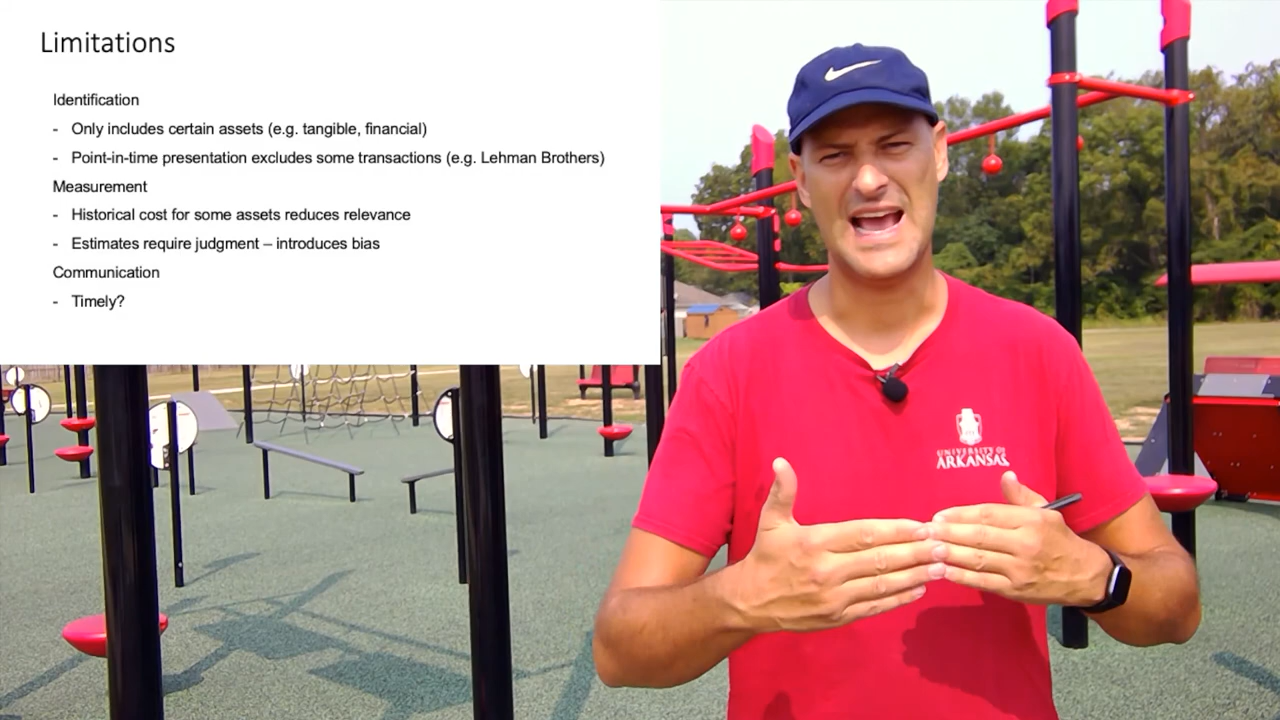 Limitations
Identification
- Only includes certain assets (e.g. tangible, financial)
- Point-in-time presentation excludes some transactions (e.g. Lehman Brothers)
Measurement
- Historical cost for some assets reduces relevance
- Estimates require judgment – introduces bias
Communication
- Timely?
UNIVERSITY OF
ARKANSAS